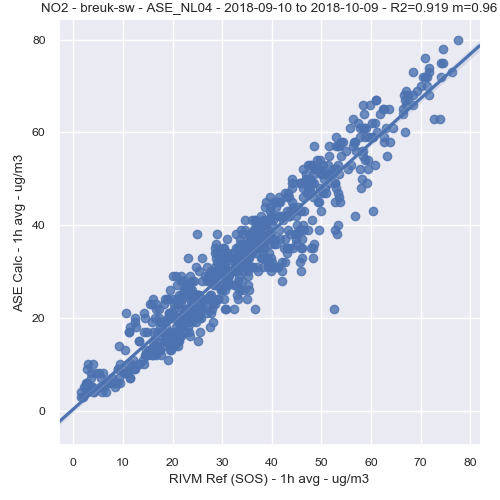 NO2 - breuk-sw - ASE_NL04 - 2018-09-10 to 2018-10-09 - R2=0.919 m=0.96
80
60
40
20
0
ASE Calc - 1h avg - ug/m3
0 10 20 30 40 50 60 70 80
RIVM Ref (SOS) - 1h avg - ug/m3